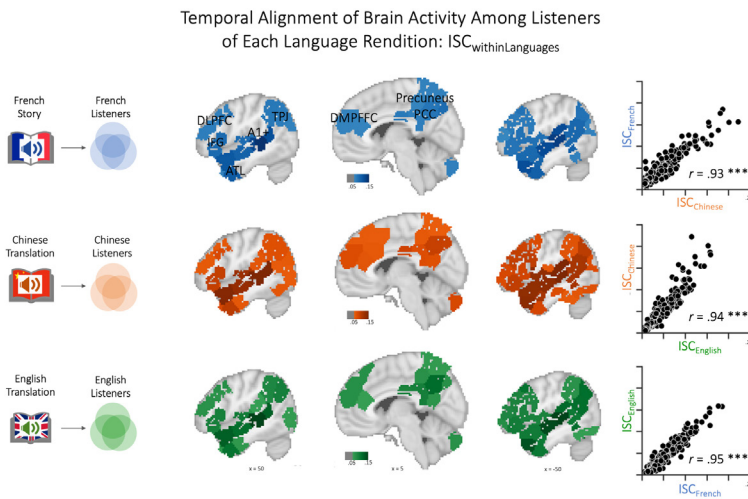 Temporal Alignment of Brain Activity Among Listeners
of Each Language Rendition: ISCwithinLanguages
French
Story
French
Listeners
DLPFC
TPJ
A1+
IFG
ATL
Precuneus
DMPFFC
PCC
.05 .15
ISCFrench
r = .93 ***
ISCChinese
Chinese
Translation
Chinese
Listeners
.05 .15
ISCChinese
r = .94 ***
ISCEnglish
English
Translation
English
Listeners
.05 .15
x = 50
x = 5
x = -50
ISCEnglish
r = .95 ***
ISCFrench